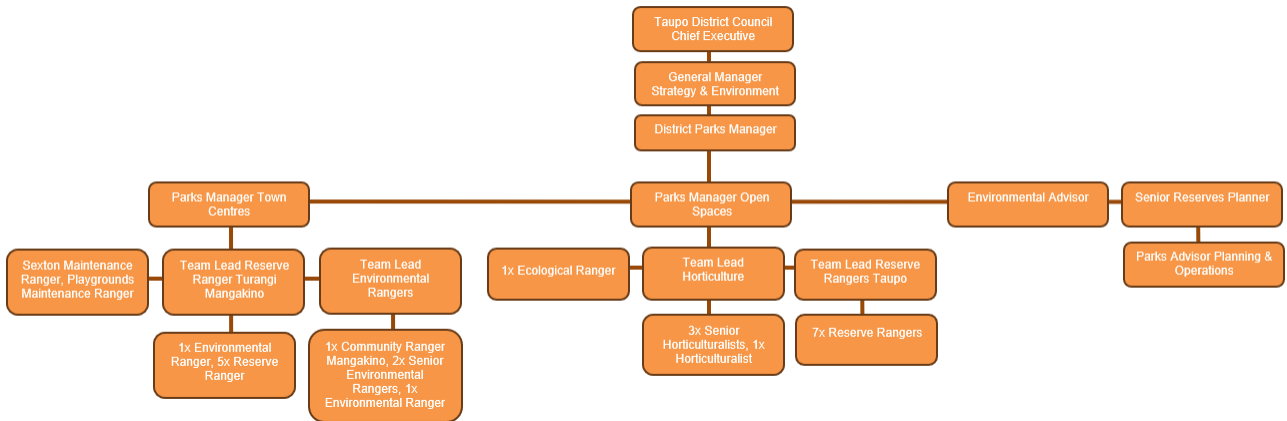 Taupo District Council
Chief Executive
General Manager
Strategy & Environment
District Parks Manager
Parks Manager Town
Centres
Parks Manager Open
Spaces
Environmental Advisor
Senior Reserves Planner
Sexton Maintenance
Ranger, Playgrounds
Maintenance Ranger
Team Lead Reserve
Ranger Turangi
Mangakino
Team Lead
Environmental
Rangers
1x Ecological Ranger
Team Lead
Horticulture
Team Lead Reserve
Rangers Taupo
Parks Advisor Planning &
Operations
1x Environmental
Ranger, 5x Reserve
Ranger
1x Community Ranger
Mangakino, 2x Senior
Environmental
Rangers, 1x
Environmental Ranger
3x Senior
Horticulturalists, 1x
Horticulturalist
7x Reserve Rangers